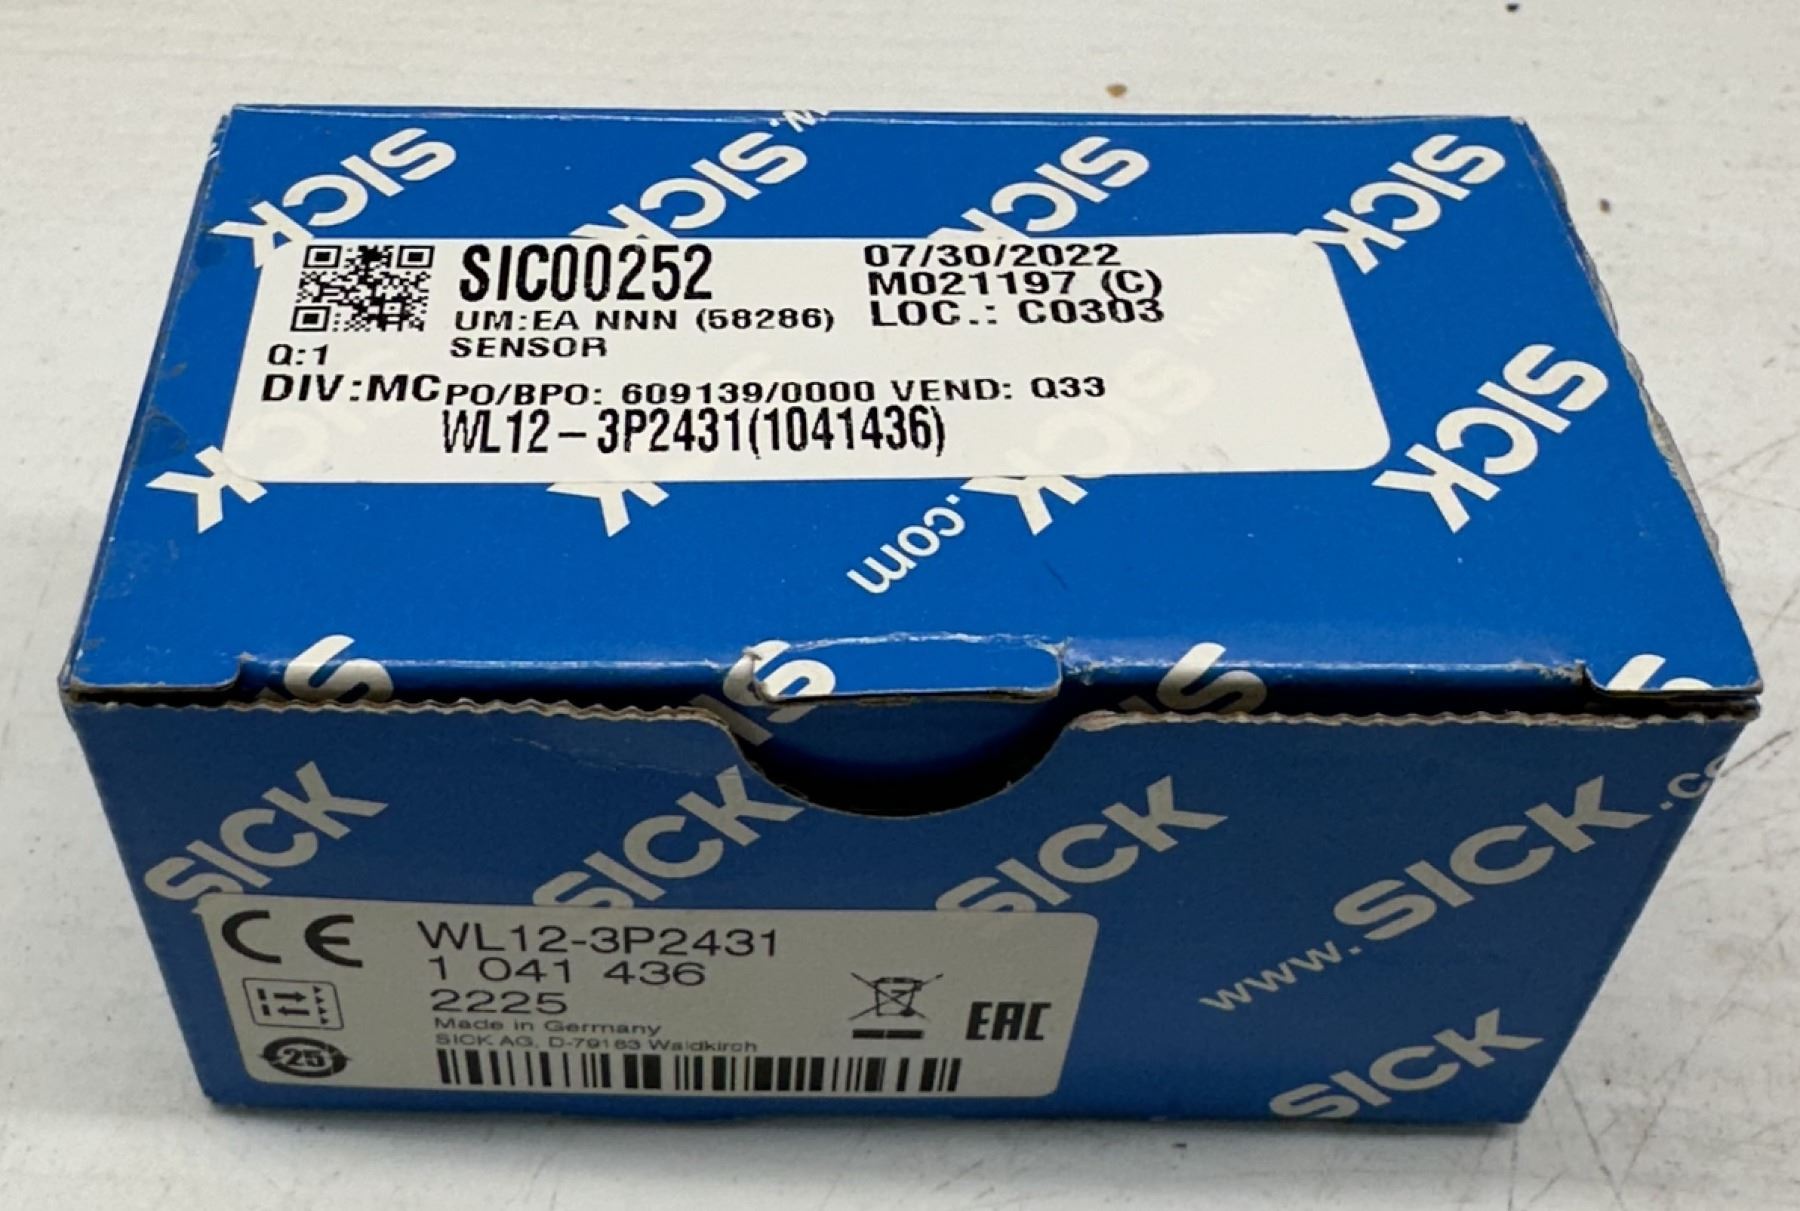 SICK SICK SICK SICK
SIC00252
07/30/2022
M021197 (C)
UM:EA NNN (58286)
LOC.: C0303
Q:1
SENSOR
DIV:MC PO/BPO: 609139/0000 VEND: Q33
WL12-3P2431(1041436)
SICK
.com
SICK SICK SICK
www.SICK
SICK
CE
WL12-3P2431
1 041 436
2225
Made in Germany
SICK AG, D-79183 Waldkirch
25
EAC